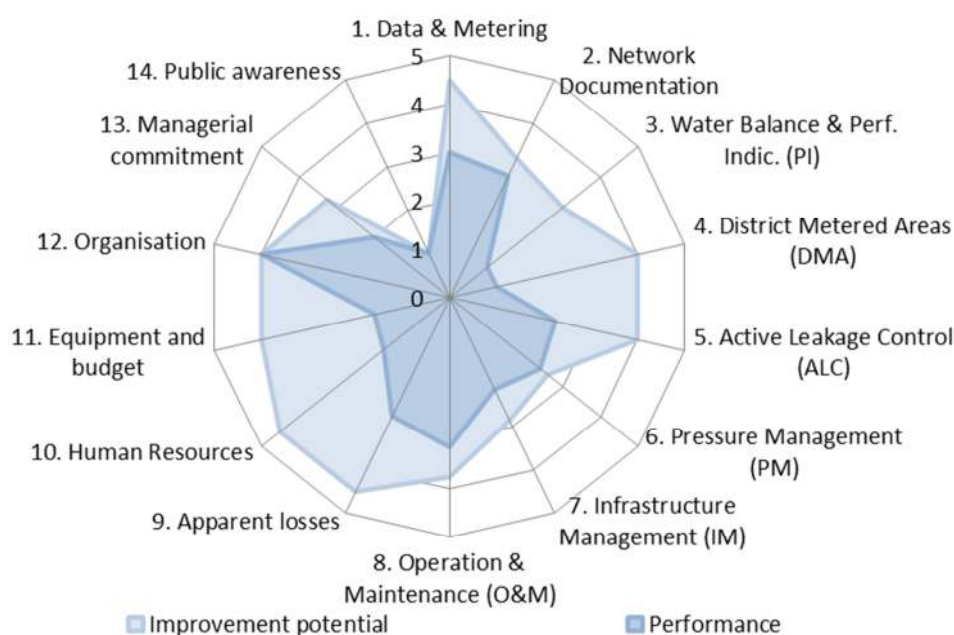 1. Data & Metering
2. Network
Documentation
3. Water Balance & Perf.
Indic. (PI)
4. District Metered Areas
(DMA)
5. Active Leakage Control
(ALC)
6. Pressure Management
(PM)
7. Infrastructure
Management (IM)
8. Operation &
Maintenance (O&M)
9. Apparent losses
10. Human Resources
11. Equipment and
budget
12. Organisation
13. Managerial
commitment
14. Public awareness
5
4
3
2
1
0
Improvement potential
Performance